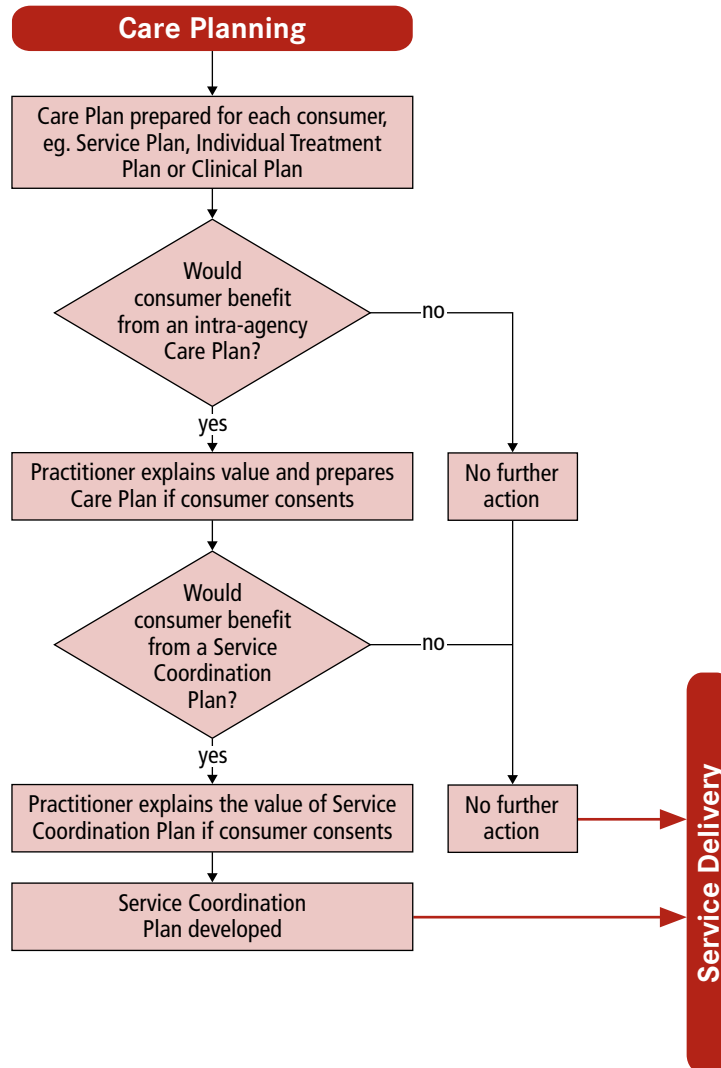 Care Planning
Care Plan prepared for each consumer,
eg. Service Plan, Individual Treatment
Plan or Clinical Plan
Would
consumer benefit
from an intra-agency
Care Plan?
no
yes
Practitioner explains value and prepares
Care Plan if consumer consents
No further
action
Would
consumer benefit
from a Service
Coordination
Plan?
no
yes
Practitioner explains the value of Service
Coordination Plan if consumer consents
No further
action
Service Coordination
Plan developed
Service Delivery